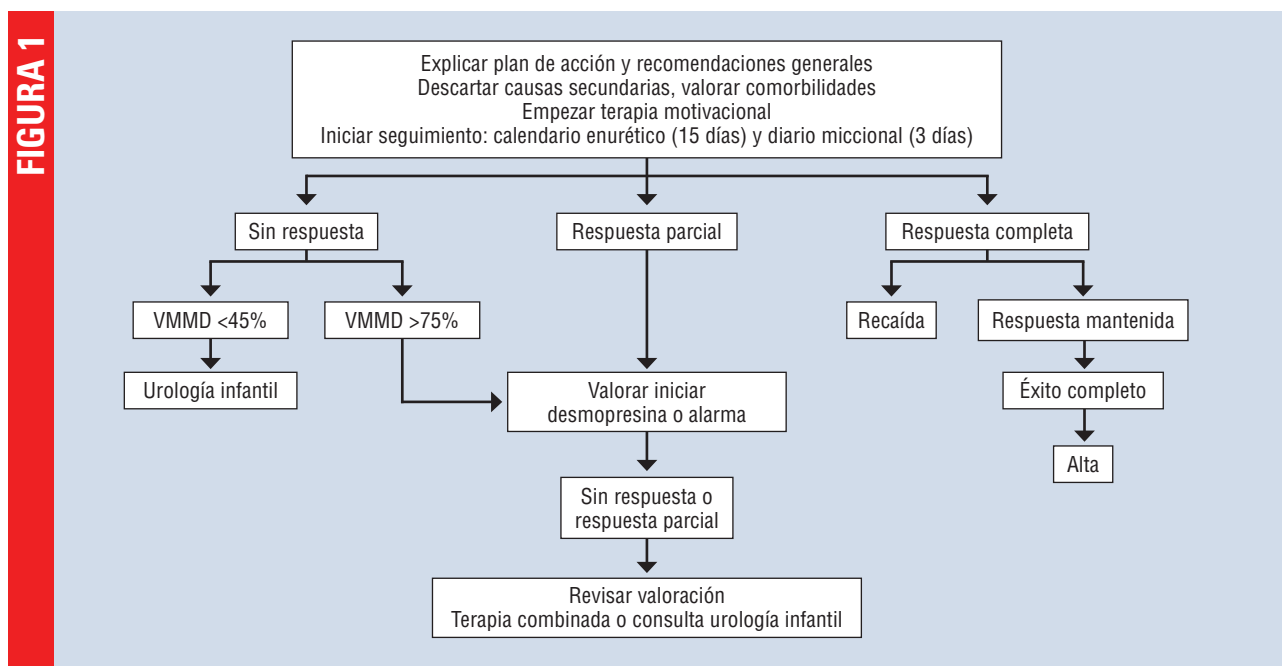 FIGURA 1
Explicar plan de acción y recomendaciones generales
Descartar causas secundarias, valorar comorbilidades
Empezar terapia motivacional
Iniciar seguimiento: calendario enurético (15 días) y diario miccional (3 días)
Sin respuesta
Respuesta parcial
Respuesta completa
VMMD <45%
VMMD >75%
Recaída
Respuesta mantenida
Urología infantil
Valorar iniciar
desmopresina o alarma
Éxito completo
Alta
Sin respuesta o
respuesta parcial
Revisar valoración
Terapia combinada o consulta urología infantil